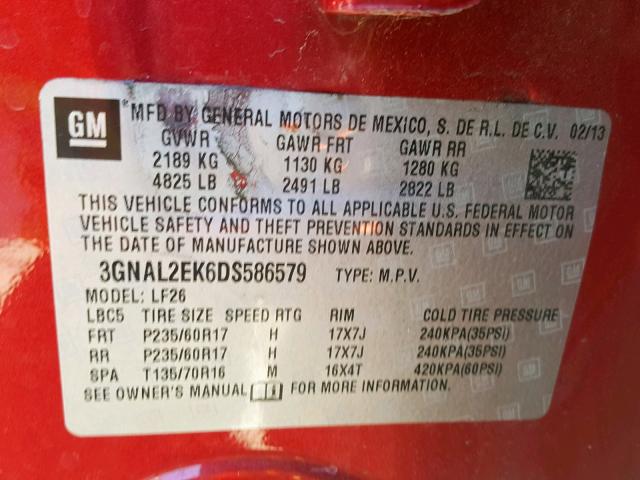 GM
®MFD BY GENERAL MOTORS DE MEXICO, S. DE R.L. DE C.V. 02/13
GVWR GAWR FRT GAWR RR
2189 KG 1130 KG 1280 KG
4825 LB 2491 LB 2822 LB
THIS VEHICLE CONFORMS TO ALL APPLICABLE U.S. FEDERAL MOTOR
VEHICLE SAFETY AND THEFT PREVENTION STANDARDS IN EFFECT ON
THE DATE OF MANUFACTURE SHOWN ABOVE.
3GNAL2EK6DS586579 TYPE: M.P.V.
MODEL: LF26
LBC5 TIRE SIZE SPEED RTG RIM COLD TIRE PRESSURE
FRT P235/60R17 H 17X7J 240KPA(35PSI)
RR P235/60R17 H 17X7J 240KPA(35PSI)
SPA T135/70R16 M 16X4T 420KPA(60PSI)
SEE OWNER'S MANUAL FOR MORE INFORMATION.